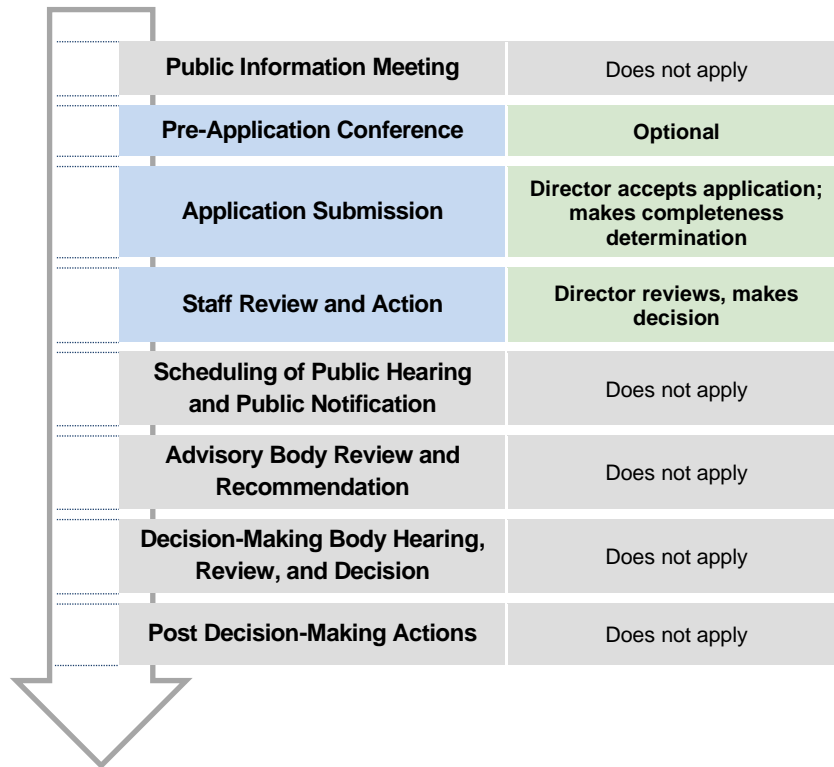 Public Information Meeting
Does not apply
Pre-Application Conference
Optional
Application Submission
Director accepts application;
makes completeness
determination
Staff Review and Action
Director reviews, makes
decision
Scheduling of Public Hearing
and Public Notification
Does not apply
Advisory Body Review and
Recommendation
Does not apply
Decision-Making Body Hearing,
Review, and Decision
Does not apply
Post Decision-Making Actions
Does not apply